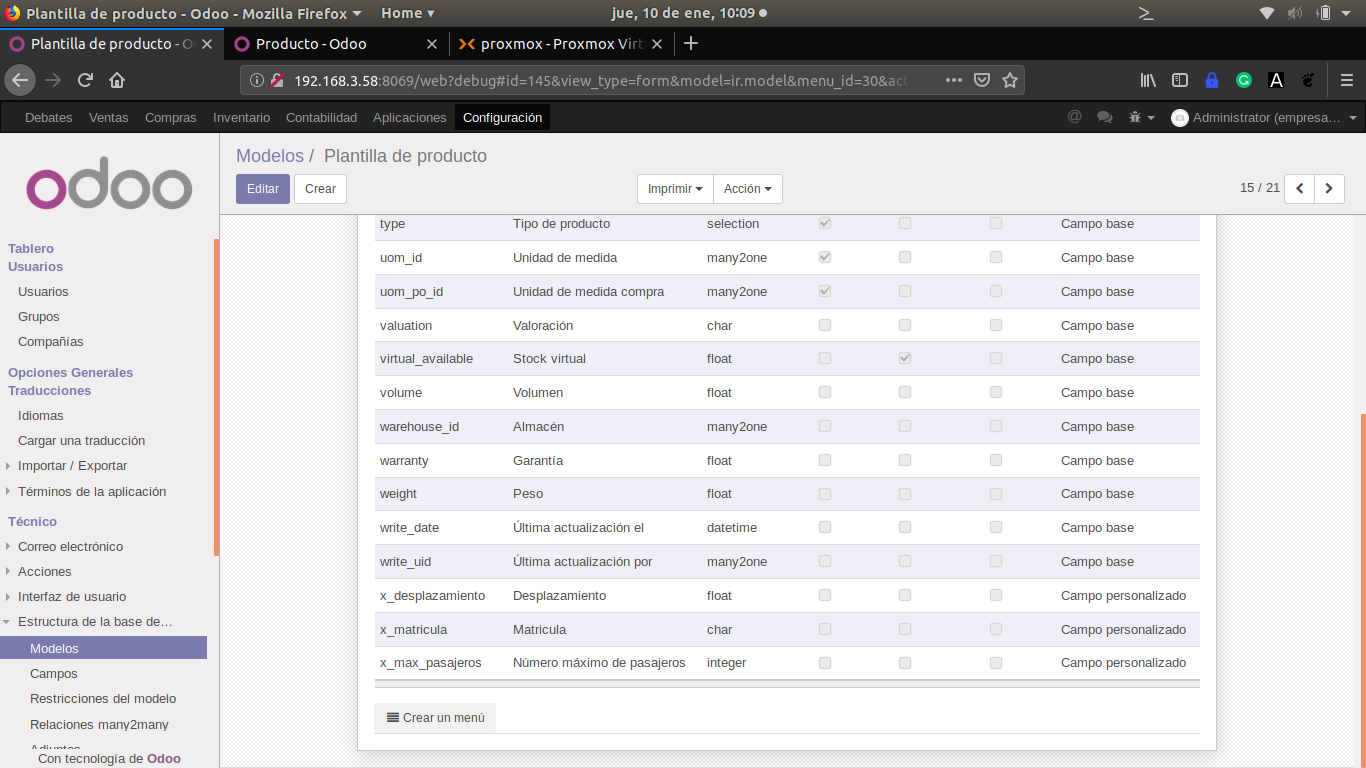 Plantilla de producto - Odoo - Mozilla Firefox ▾ Home ▾ jue, 10 de ene, 10:09
Plantilla de producto - O Producto - Odoo proxmox - Proxmox Virt
192.168.3.58:8069/web?debug#id=145&view_type=form&model=ir.model&menu_id=30&act
Debates Ventas Compras Inventario Contabilidad Aplicaciones Configuración @ Administrator (empresa...
odoo
Modelos / Plantilla de producto
Editar Crear Imprimir Acción 15 / 21
Tablero
Usuarios
Usuarios
Grupos
Compañías
Opciones Generales
Traducciones
Idiomas
Cargar una traducción
Importar / Exportar
Términos de la aplicación
Técnico
Correo electrónico
Acciones
Interfaz de usuario
Estructura de la base de...
Modelos
Campos
Restricciones del modelo
Relaciones many2many
Adjuntos
Con tecnología de Odoo
type Tipo de producto selection Campo base
uom_id Unidad de medida many2one Campo base
uom_po_id Unidad de medida compra many2one Campo base
valuation Valoración char Campo base
virtual_available Stock virtual float Campo base
volume Volumen float Campo base
warehouse_id Almacén many2one Campo base
warranty Garantía float Campo base
weight Peso float Campo base
write_date Última actualización el datetime Campo base
write_uid Última actualización por many2one Campo base
x_desplazamiento Desplazamiento float Campo personalizado
x_matricula Matricula char Campo personalizado
x_max_pasajeros Número máximo de pasajeros integer Campo personalizado
Crear un menú